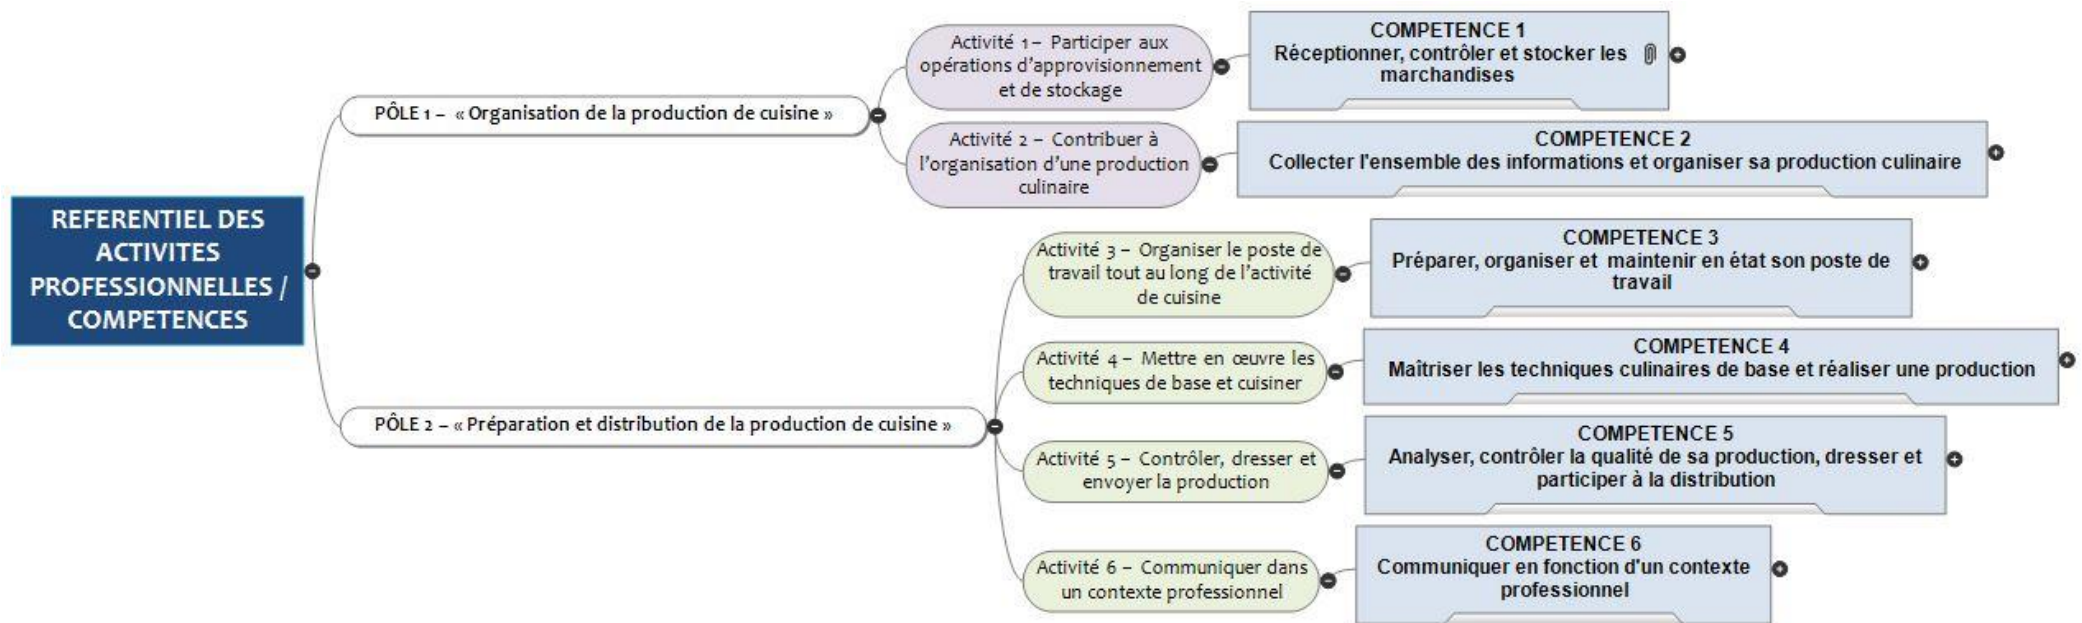 REFERENTIEL DES
ACTIVITES
PROFESSIONNELLES /
COMPETENCES
PÔLE 1 – « Organisation de la production de cuisine »
Activité 1 – Participer aux
opérations d’approvisionnement
et de stockage
COMPETENCE 1
Réceptionner, contrôler et stocker les
marchandises
Activité 2 – Contribuer à
l’organisation d’une production
culinaire
COMPETENCE 2
Collecter l'ensemble des informations et organiser sa production culinaire
PÔLE 2 – « Préparation et distribution de la production de cuisine »
Activité 3 – Organiser le poste de
travail tout au long de l’activité
de cuisine
COMPETENCE 3
Préparer, organiser et maintenir en état son poste de
travail
Activité 4 – Mettre en œuvre les
techniques de base et cuisiner
COMPETENCE 4
Maîtriser les techniques culinaires de base et réaliser une production
Activité 5 – Contrôler, dresser et
envoyer la production
COMPETENCE 5
Analyser, contrôler la qualité de sa production, dresser et
participer à la distribution
Activité 6 – Communiquer dans
un contexte professionnel
COMPETENCE 6
Communiquer en fonction d'un contexte
professionnel